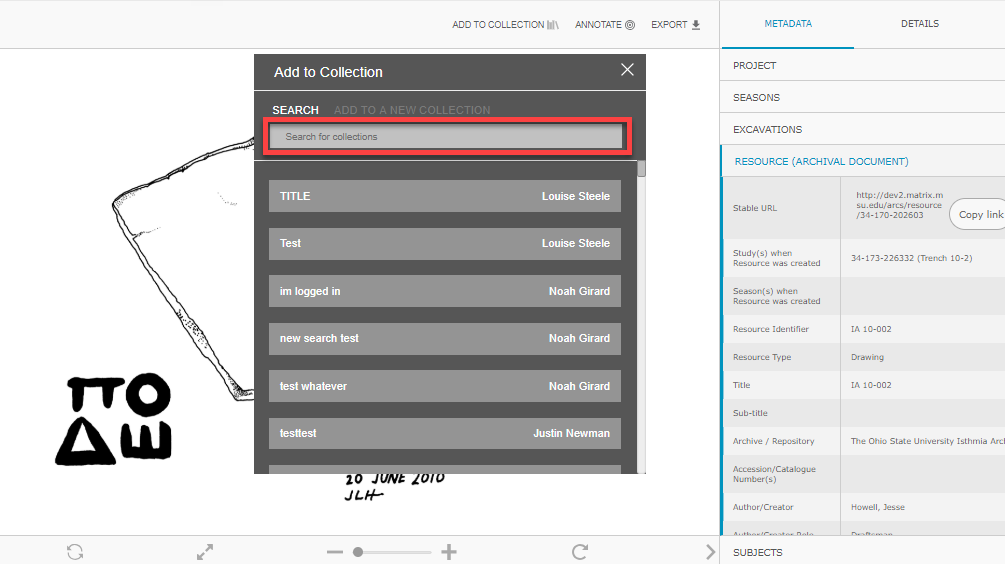 ADD TO COLLECTION
ANNOTATE
EXPORT
METADATA
DETAILS
Add to Collection
SEARCH
ADD TO A NEW COLLECTION
Search for collections
TITLE Louise Steele
Test Louise Steele
im logged in Noah Girard
new search test Noah Girard
test whatever Noah Girard
testtest Justin Newman
ΠΟ
ΔΕ
20 JUNE 2010
JLH
PROJECT
SEASONS
EXCAVATIONS
RESOURCE (ARCHIVAL DOCUMENT)
Stable URL
http://dev2.matrix.m
su.edu/arcs/resource
/34-170-202603
Copy link
Study(s) when
Resource was created
34-173-226332 (Trench 10-2)
Season(s) when
Resource was created
Resource Identifier IA 10-002
Resource Type Drawing
Title IA 10-002
Sub-title
Archive / Repository The Ohio State University Isthmia Arc
Accession/Catalogue
Number(s)
Author/Creator Howell, Jesse
Author/Creator Role Draftsman
SUBJECTS